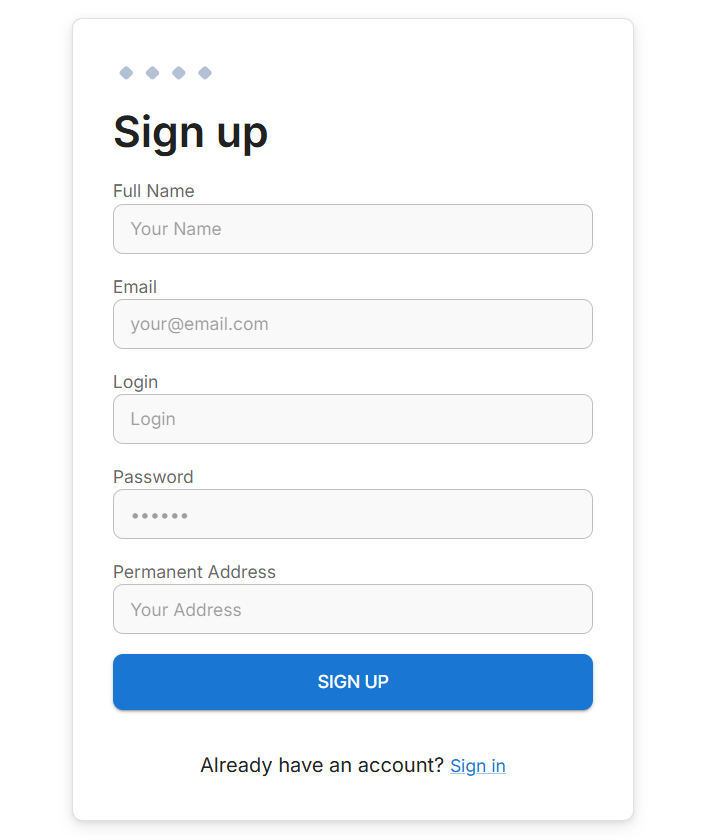 Sign up
Full Name
Your Name
Email
your@email.com
Login
Login
Password
••••••
Permanent Address
Your Address
SIGN UP
Already have an account? Sign in